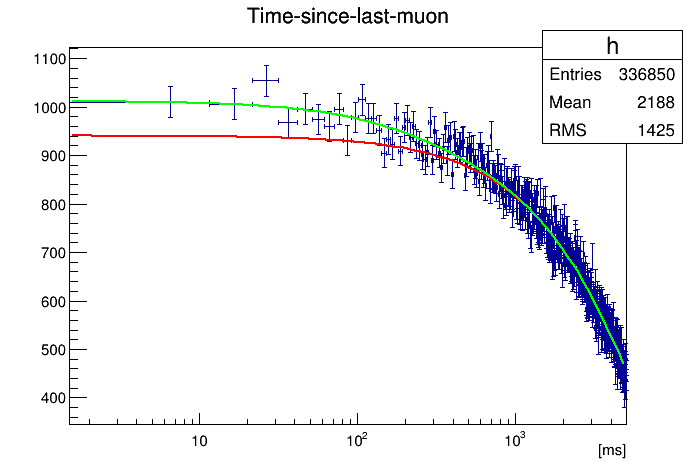 Time-since-last-muon
h
Entries 336850
Mean 2188
RMS 1425
1100
1000
900
800
700
600
500
400
10
10²
10³
[ms]